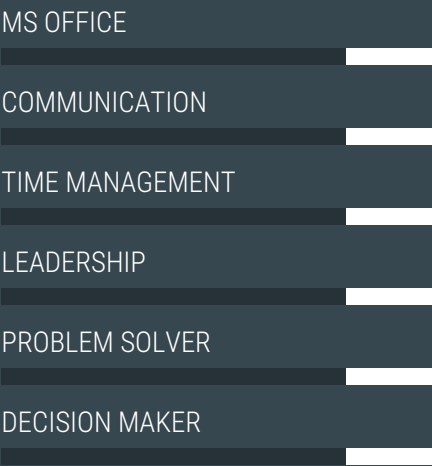 MS OFFICE
COMMUNICATION
TIME MANAGEMENT
LEADERSHIP
PROBLEM SOLVER
DECISION MAKER